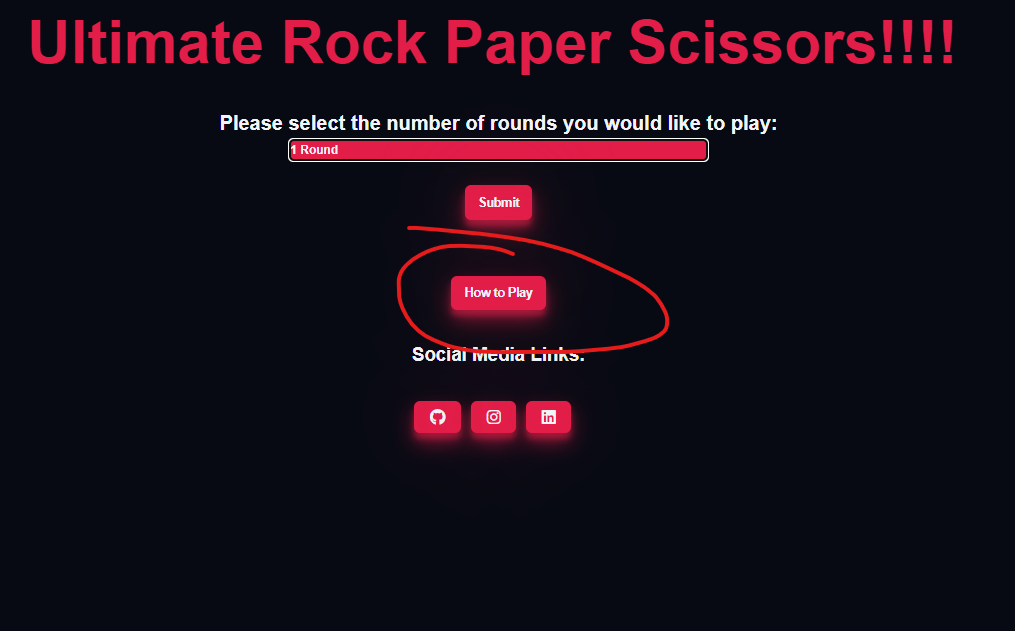 Ultimate Rock Paper Scissors!!!!
Please select the number of rounds you would like to play:
1 Round
Submit
How to Play
Social Media Links:
in